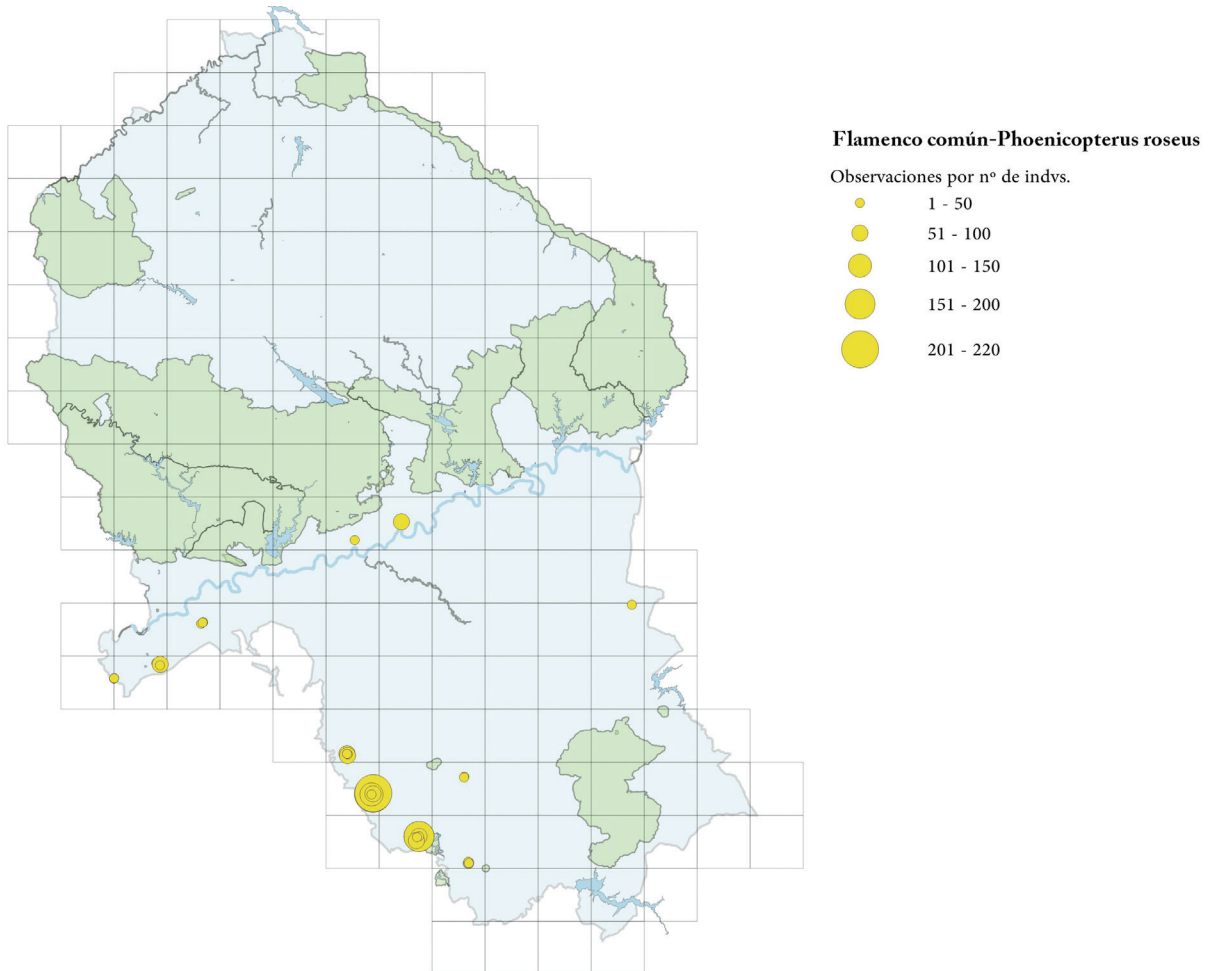 Flamenco común-Phoenicopterus roseus
Observaciones por nº de indvs.
1 - 50
51 - 100
101 - 150
151 - 200
201 - 220